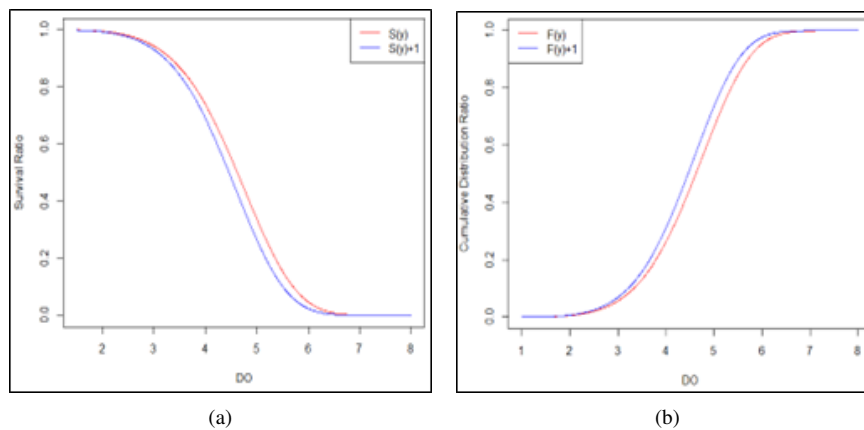 S(y)
S(y)+1
Survival Ratio
1.0
0.8
0.6
0.4
0.2
0.0
2 3 4 5 6 7 8
DO
(a)
F(y)
F(y)+1
Cumulative Distribution Ratio
1.0
0.8
0.6
0.4
0.2
0.0
1 2 3 4 5 6 7 8
DO
(b)